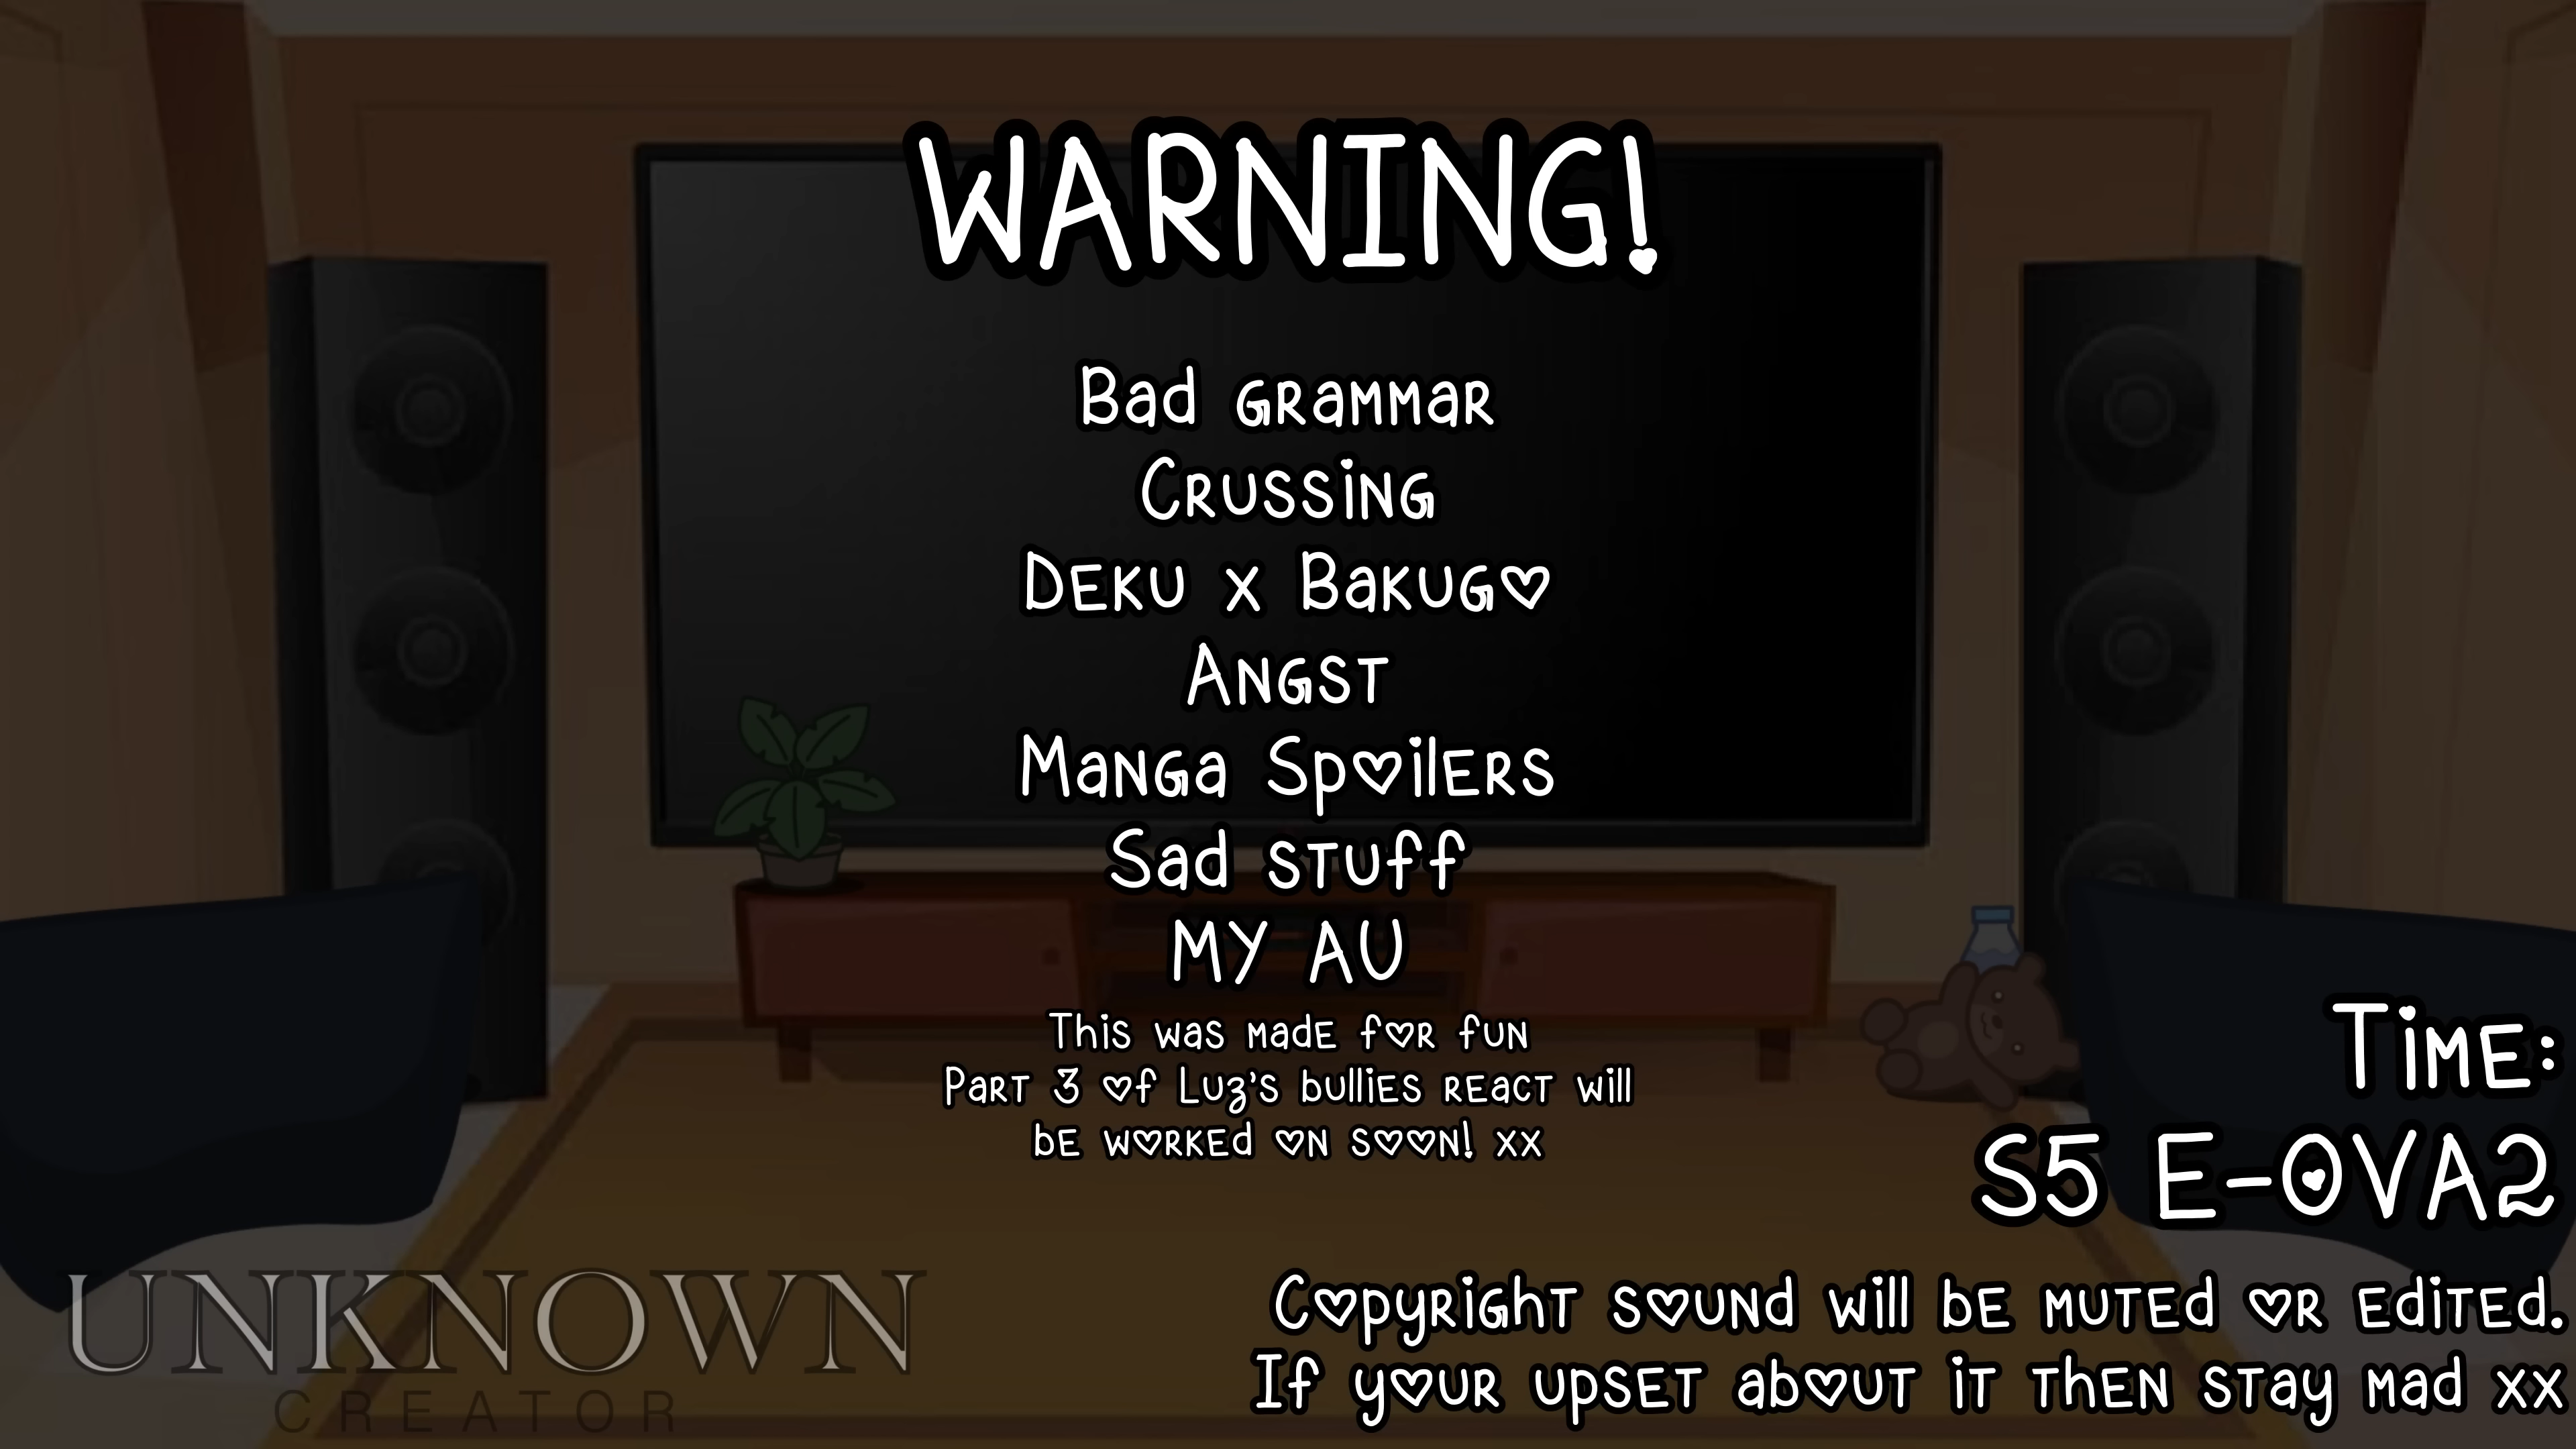 WARNING!
Bad grammar
Crussing
Deku x Bakugo
Angst
Manga Spoilers
Sad stuff
MY AU
This was made for fun
Part 3 of Luz's bullies react will
be worked on soon! xx
Time:
S5 E-OVA2
Copyright sound will be muted or edited.
If your upset about it then stay mad xx
UNKNOWN
CREATOR